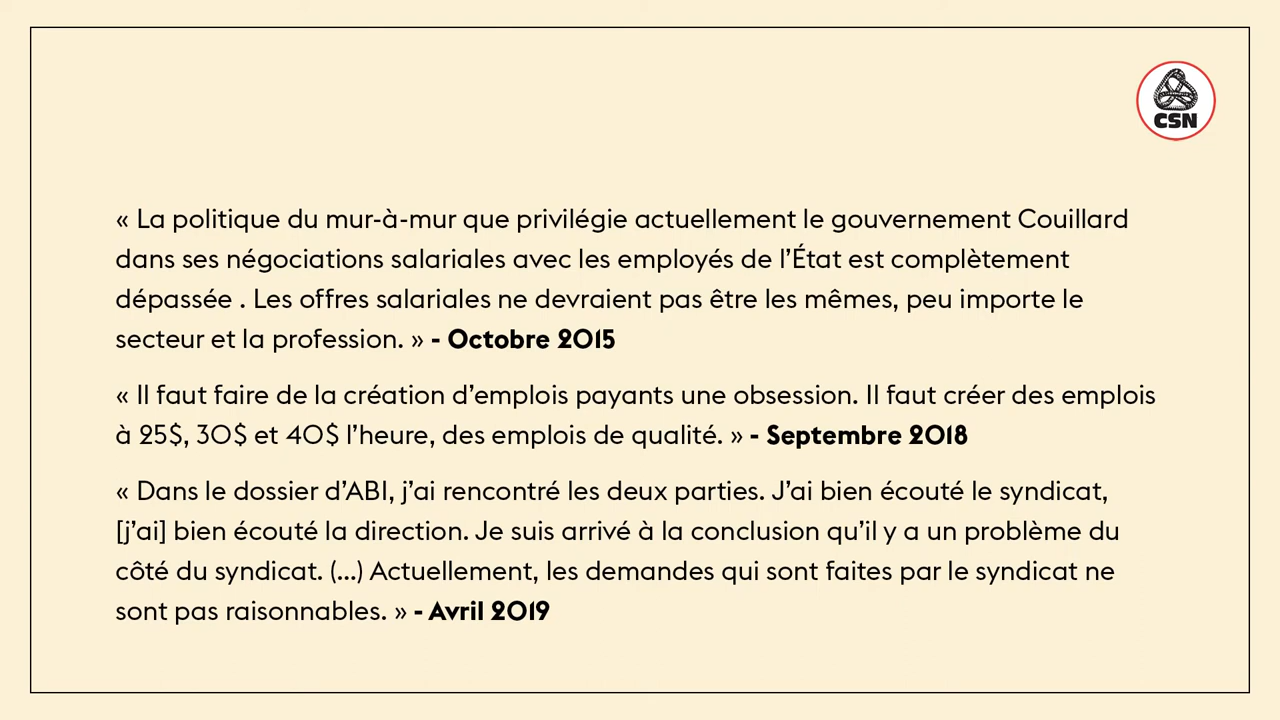 CSN
« La politique du mur-à-mur que privilégie actuellement le gouvernement Couillard
dans ses négociations salariales avec les employés de l’État est complètement
dépassée . Les offres salariales ne devraient pas être les mêmes, peu importe le
secteur et la profession. » - Octobre 2015
« Il faut faire de la création d’emplois payants une obsession. Il faut créer des emplois
à 25$, 30$ et 40$ l’heure, des emplois de qualité. » - Septembre 2018
« Dans le dossier d’ABI, j’ai rencontré les deux parties. J’ai bien écouté le syndicat,
[j’ai] bien écouté la direction. Je suis arrivé à la conclusion qu’il y a un problème du
côté du syndicat. (...) Actuellement, les demandes qui sont faites par le syndicat ne
sont pas raisonnables. » - Avril 2019